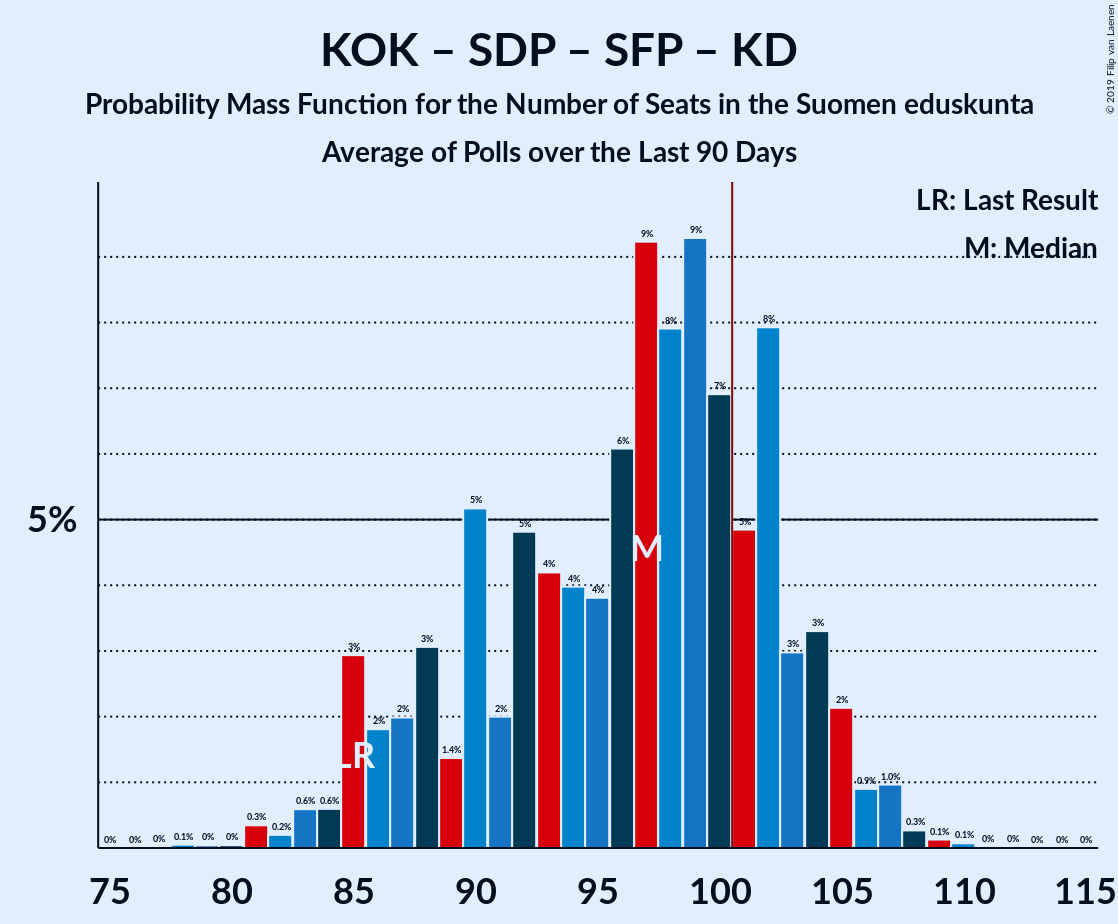 KOK – SDP – SFP – KD
Probability Mass Function for the Number of Seats in the Suomen eduskunta
Average of Polls over the Last 90 Days
© 2019 Filip van Laenen
LR: Last Result
M: Median
5%
0% 0% 0% 0.1% 0% 0% 0.3% 0.2% 0.6% 0.6% 3% 2% 2% 3% 1.4% 5% 2% 5% 4% 4% 4% 6% 9% 8% 9% 7% 5% 8% 3% 3% 2% 0.9% 1.0% 0.3% 0.1% 0.1% 0% 0% 0% 0% 0%
M
LR
75 80 85 90 95 100 105 110 115